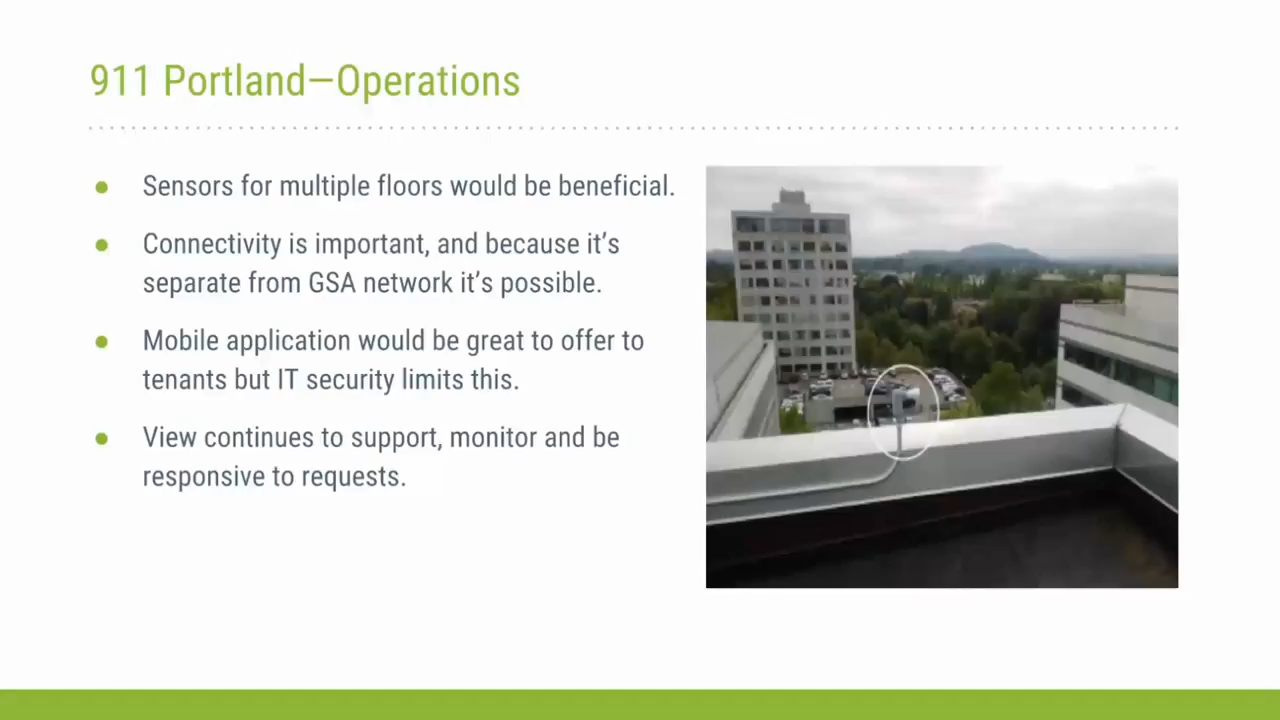 911 Portland—Operations
● Sensors for multiple floors would be beneficial.
● Connectivity is important, and because it’s
separate from GSA network it’s possible.
● Mobile application would be great to offer to
tenants but IT security limits this.
● View continues to support, monitor and be
responsive to requests.